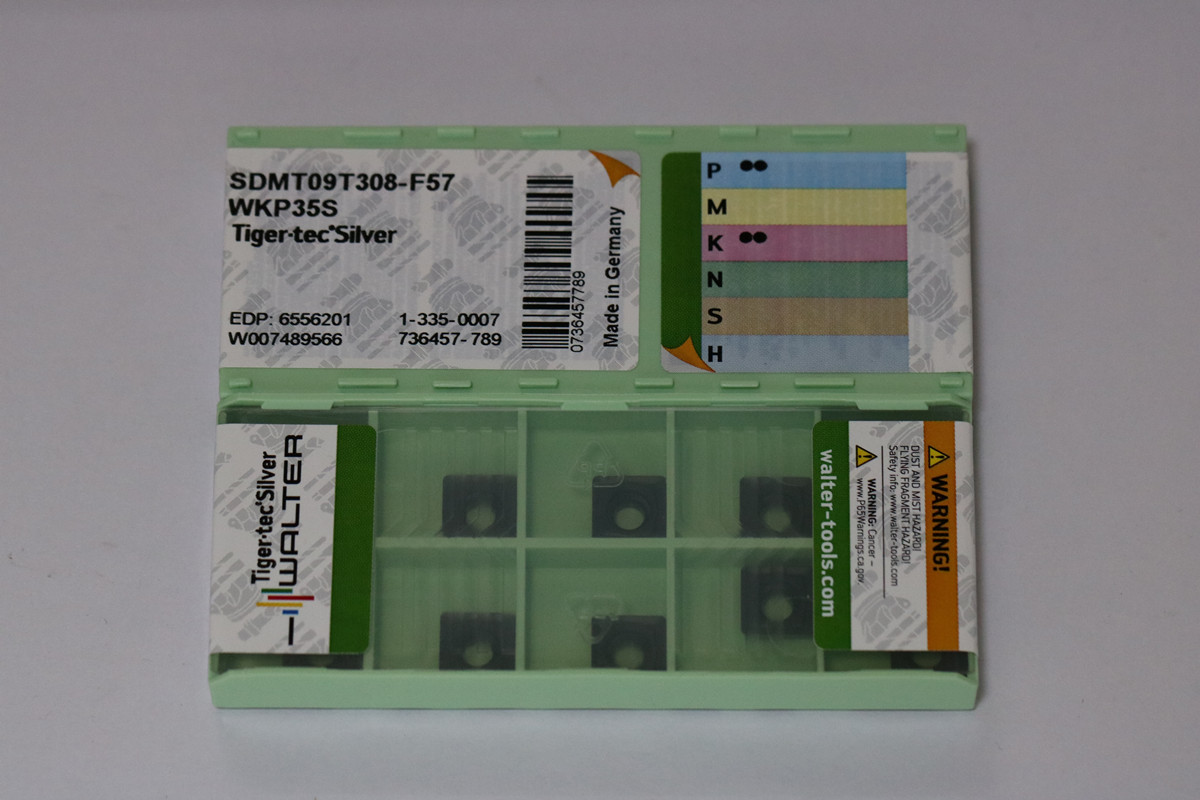 SDMT09T308-F57
WKP35S
Tiger·tec®Silver
EDP: 6556201
1-335-0007
W007489566
736457-789
0736457789
Made in Germany
P
M
K
N
S
H
Tiger·tec®Silver
WALTER
walter-tools.com
WARNING!
DUST AND MIST HAZARD!
FLYING FRAGMENT HAZARD!
Safety info: www.walter-tools.com
WARNING: Cancer –
www.P65Warnings.ca.gov